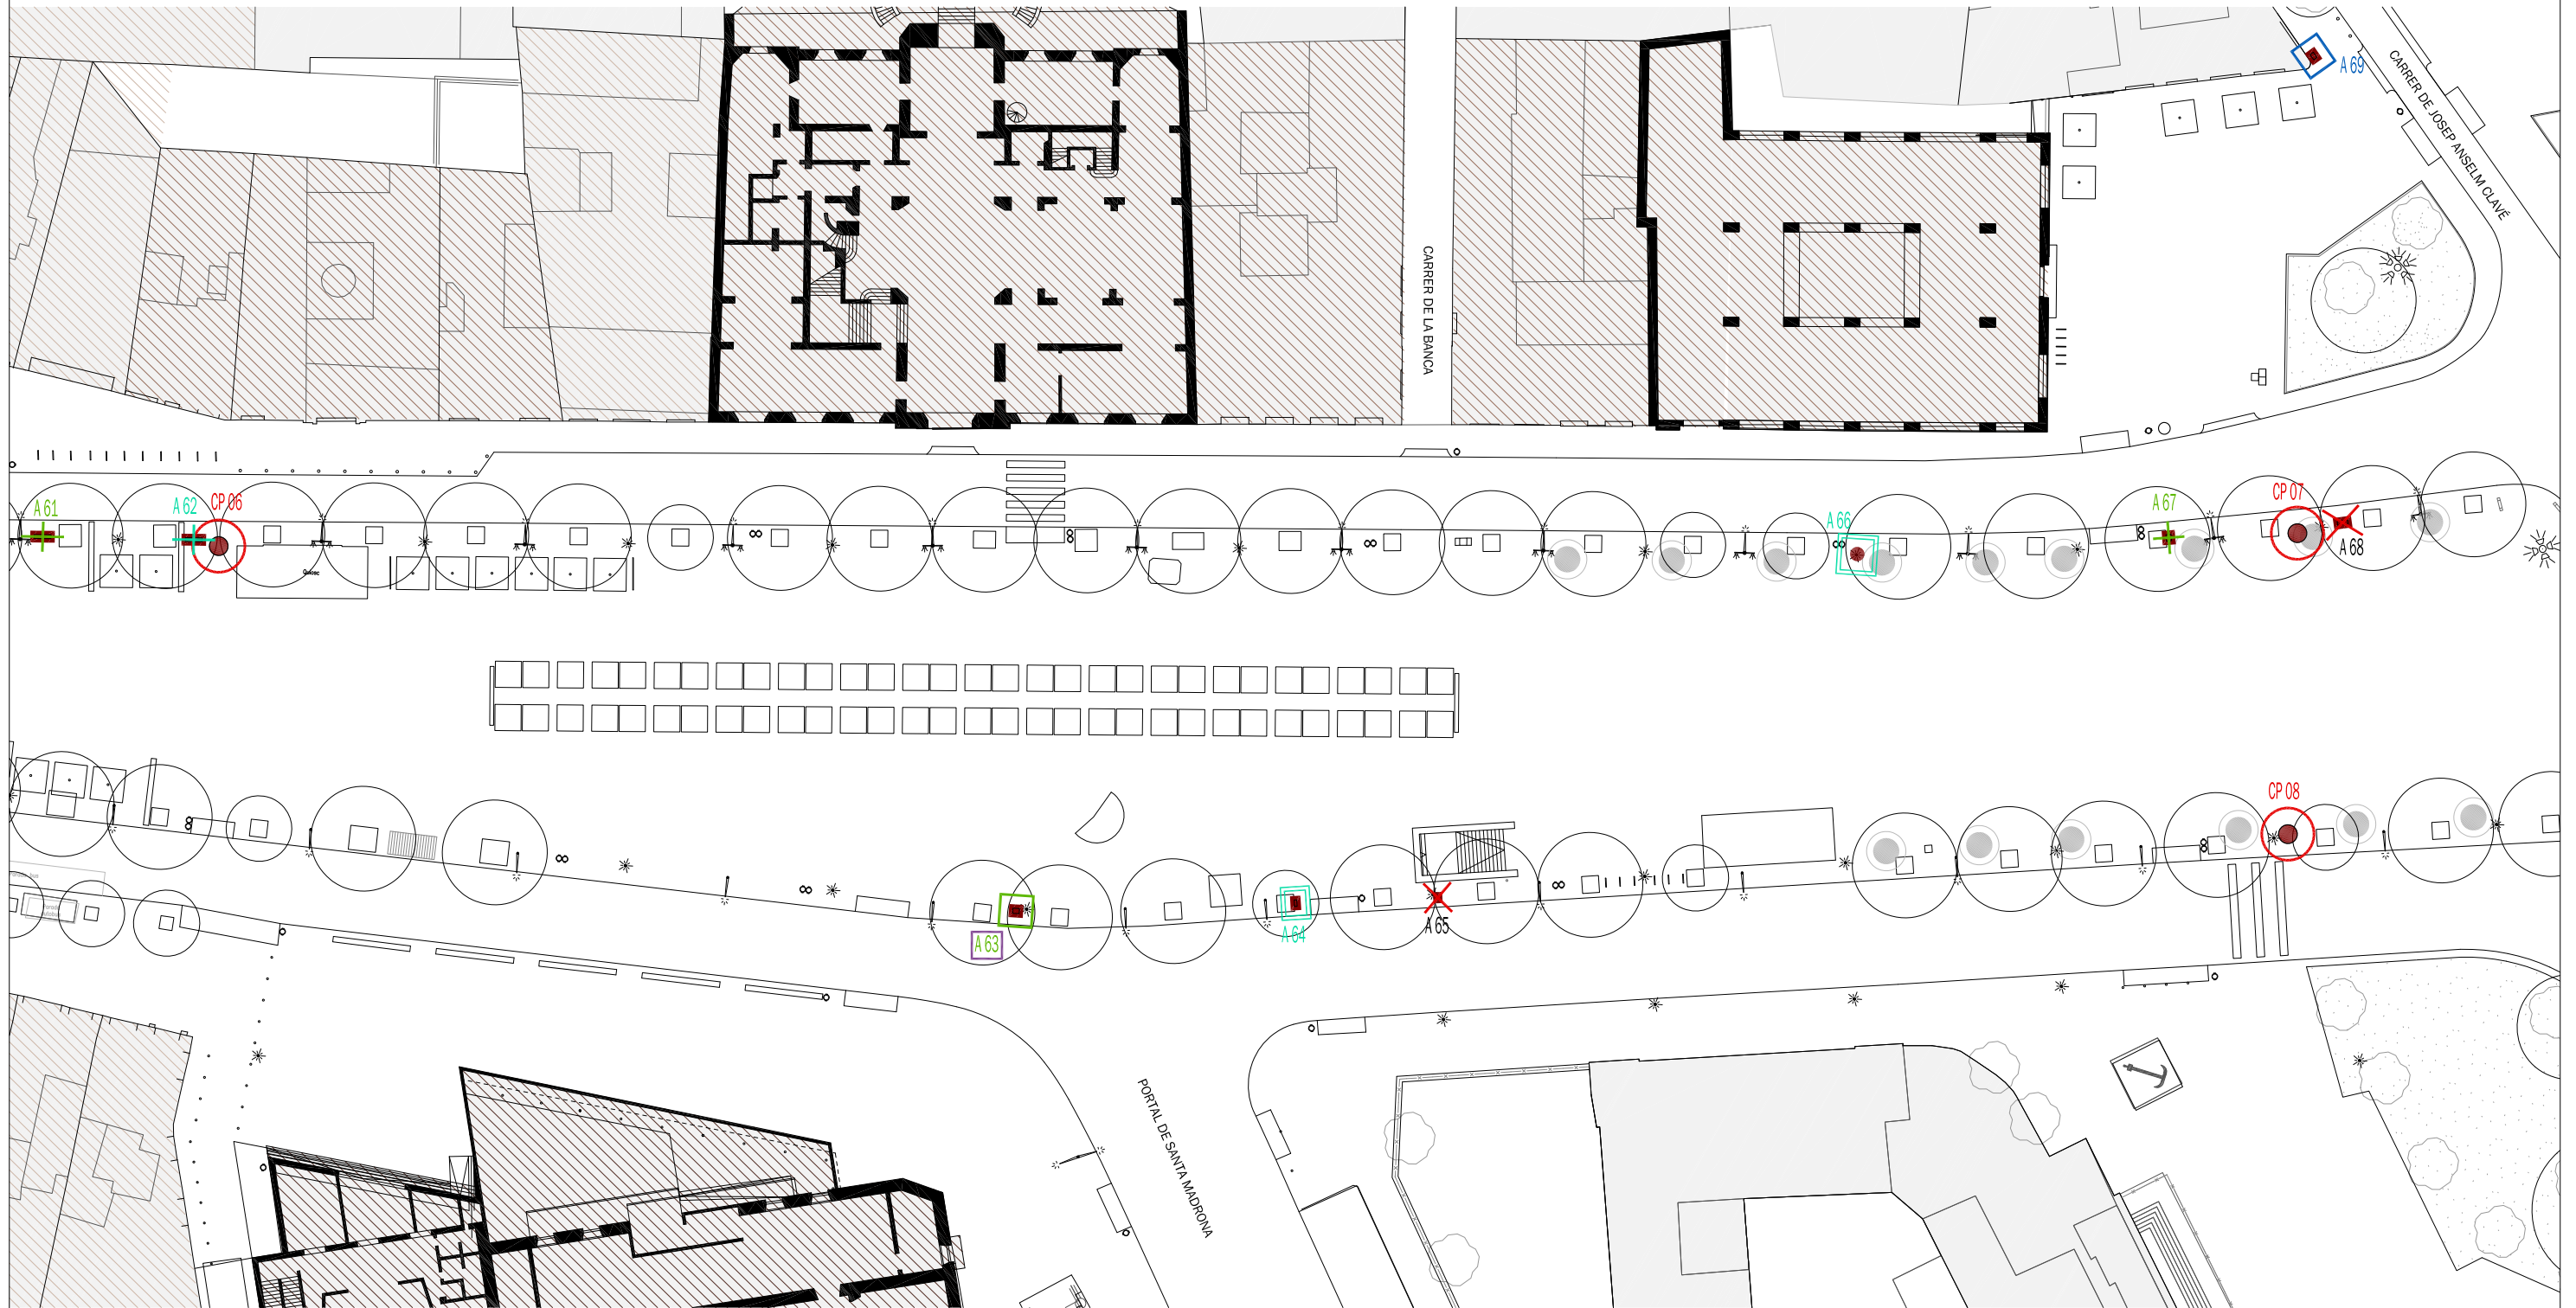 A 69
CARRER DE JOSEP ANSELM CLAVÉ
CARRER DE LA BANCA
A 61
A 62
CP 06
A 66
A 67
CP 07
A 68
CP 08
A 63
A 64
A 65
PORTAL DE SANTA MADRONA